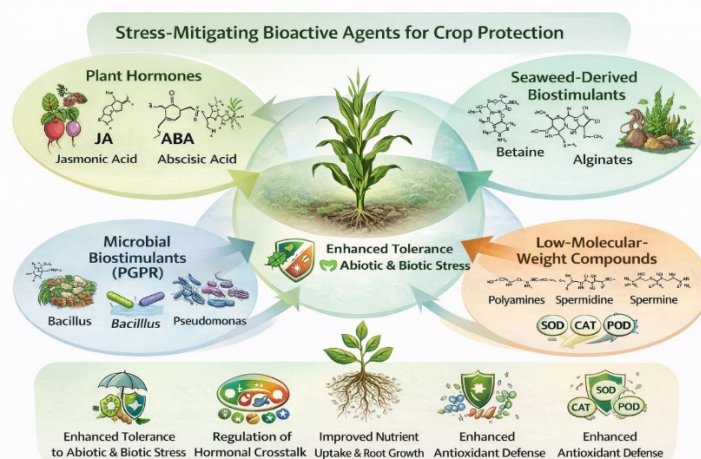 Stress-Mitigating Bioactive Agents for Crop Protection
Plant Hormones
JA
ABA
Jasmonic Acid
Abscisic Acid
Seaweed-Derived
Biostimulants
Betaine
Alginates
Microbial
Biostimulants
(PGPR)
Bacillus
Bacilllus
Pseudomonas
Enhanced Tolerance
Abiotic & Biotic Stress
Low-Molecular-
Weight Compounds
Polyamines
Spermidine
Spermine
SOD
CAT
POD
Enhanced Tolerance
to Abiotic & Biotic Stress
Regulation of
Hormonal Crosstalk
Improved Nutrient
Uptake & Root Growth
Enhanced
Antioxidant Defense
SOD
CAT
POD
Enhanced
Antioxidant Defense